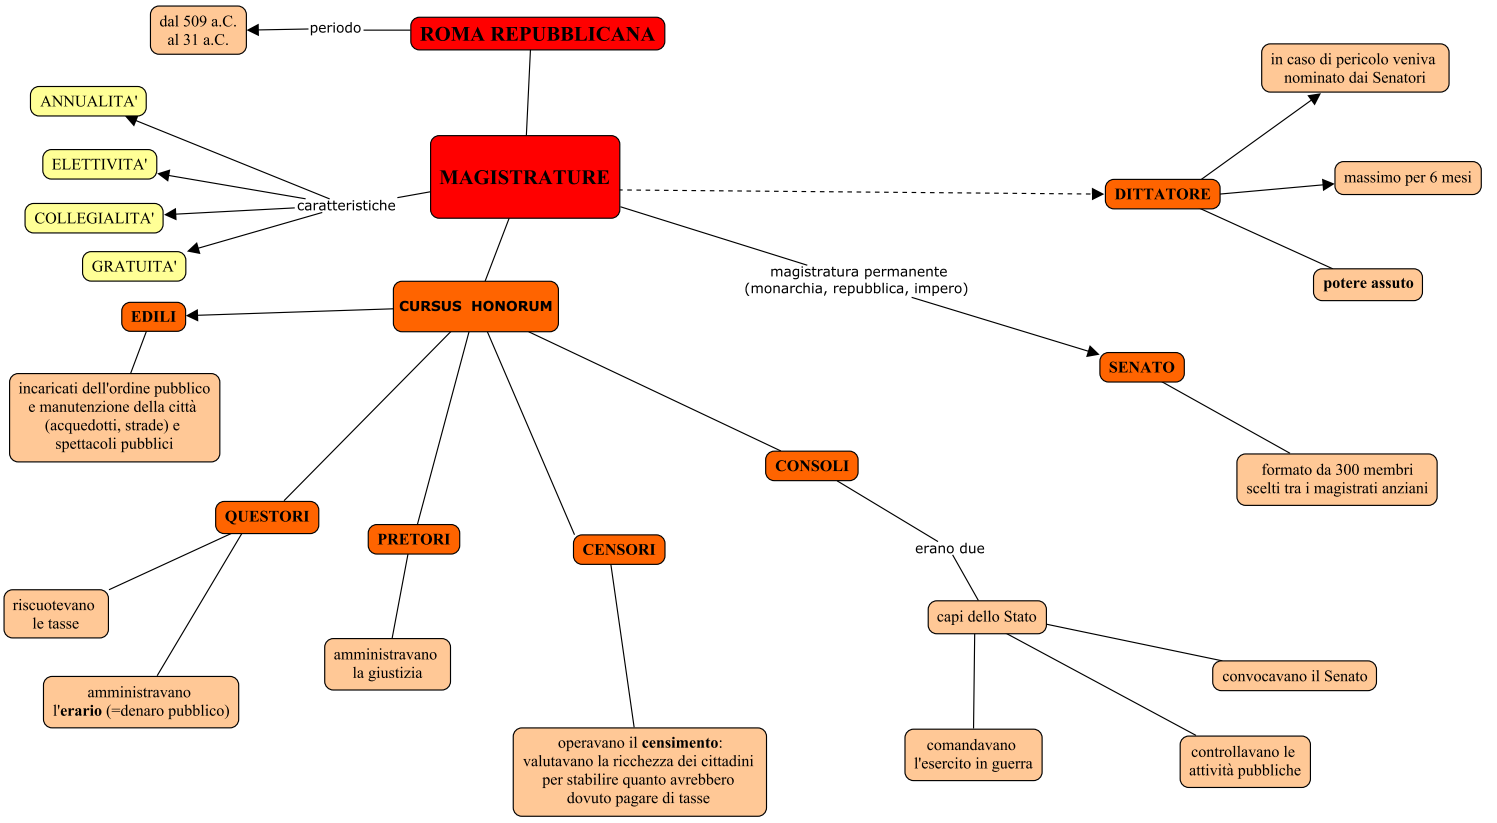 ROMA REPUBBLICANA
periodo
dal 509 a.C.
al 31 a.C.
MAGISTRATURE
caratteristiche
ANNUALITA'
ELETTIVITA'
COLLEGIALITA'
GRATUITA'
DITTATORE
in caso di pericolo veniva
nominato dai Senatori
massimo per 6 mesi
potere assuto
magistratura permanente
(monarchia, repubblica, impero)
SENATO
formato da 300 membri
scelti tra i magistrati anziani
CURSUS HONORUM
EDILI
incaricati dell'ordine pubblico
e manutenzione della città
(acquedotti, strade) e
spettacoli pubblici
QUESTORI
riscuotevano
le tasse
amministravano
l'erario (=denaro pubblico)
PRETORI
amministravano
la giustizia
CENSORI
operavano il censimento:
valutavano la ricchezza dei cittadini
per stabilire quanto avrebbero
dovuto pagare di tasse
CONSOLI
erano due
capi dello Stato
comandavano
l'esercito in guerra
controllavano le
attività pubbliche
convocavano il Senato